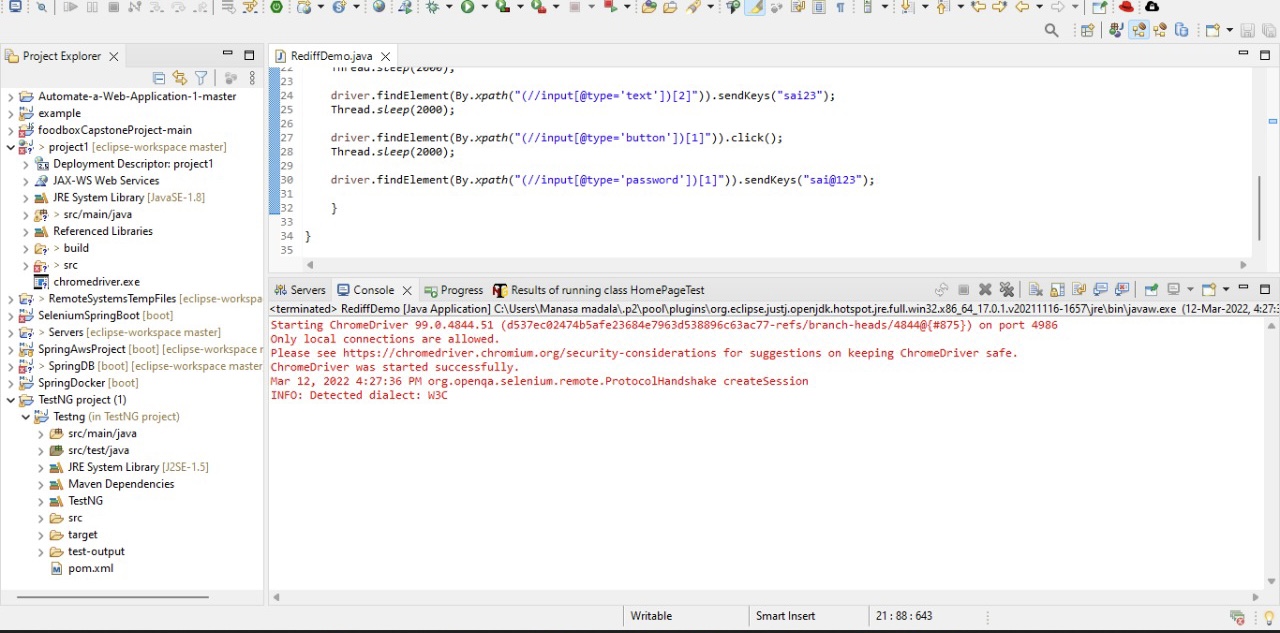 Project Explorer
RediffDemo.java
Automate-a-Web-Application-1-master
example
foodboxCapstoneProject-main
> project1 [eclipse-workspace master]
Deployment Descriptor: project1
JAX-WS Web Services
JRE System Library [JavaSE-1.8]
> src/main/java
Referenced Libraries
> build
> src
chromedriver.exe
> RemoteSystemsTempFiles [eclipse-workspa
SeleniumSpringBoot [boot]
> Servers [eclipse-workspace master]
SpringAwsProject [boot] [eclipse-workspace r
> SpringDB [boot] [eclipse-workspace master
SpringDocker [boot]
TestNG project (1)
Testng (in TestNG project)
src/main/java
src/test/java
JRE System Library [J2SE-1.5]
Maven Dependencies
TestNG
src
target
test-output
pom.xml
22 Thread.sleep(2000);
23
24 driver.findElement(By.xpath("(//input[@type='text'])[2]")).sendKeys("sai23");
25 Thread.sleep(2000);
26
27 driver.findElement(By.xpath("(//input[@type='button'])[1]")).click();
28 Thread.sleep(2000);
29
30 driver.findElement(By.xpath("(//input[@type='password'])[1]")).sendKeys("sai@123");
31
32 }
33
34 }
35
Servers Console Progress Results of running class HomePageTest
<terminated> RediffDemo [Java Application] C:\Users\Manasa madala\.p2\pool\plugins\org.eclipse.justj.openjdk.hotspot.jre.full.win32.x86_64_17.0.1.v20211116-1657\jre\bin\javaw.exe (12-Mar-2022, 4:27:3
Starting ChromeDriver 99.0.4844.51 (d537ec02474b5afe23684e7963d538896c63ac77-refs/branch-heads/4844@{#875}) on port 4986
Only local connections are allowed.
Please see https://chromedriver.chromium.org/security-considerations for suggestions on keeping ChromeDriver safe.
ChromeDriver was started successfully.
Mar 12, 2022 4:27:36 PM org.openqa.selenium.remote.ProtocolHandshake createSession
INFO: Detected dialect: W3C
Writable Smart Insert 21 : 88 : 643